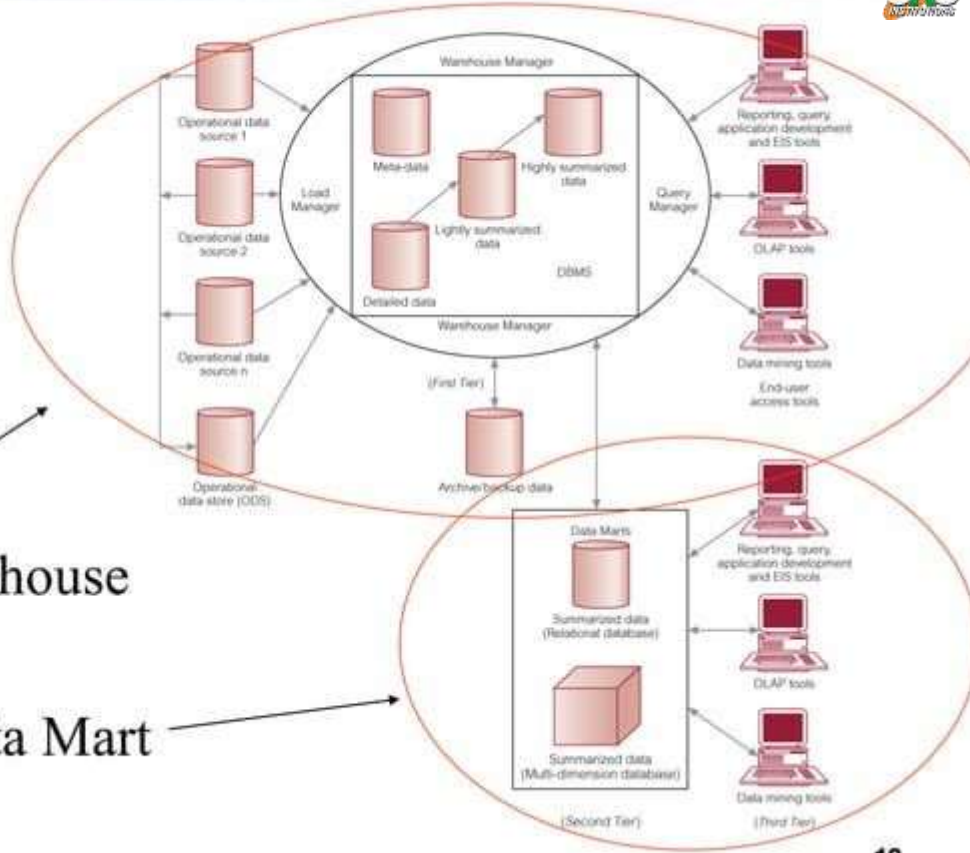 Warehouse Manager
Operational data
source 1
Meta-data
Highly summarized
data
Reporting, query,
application development
and EIS tools
Load
Manager
Query
Manager
Operational data
source 2
Lightly summarized
data
OLAP tools
DBMS
Detailed data
Warehouse Manager
Operational data
source n
Data mining tools
(First Tier)
End-user
access tools
Operational
data store (ODS)
Archive/backup data
house
Data Marts
Reporting, query,
application development
and EIS tools
Summarized data
(Relational database)
OLAP tools
ta Mart
Summarized data
(Multi-dimension database)
Data mining tools
(Second Tier)
(Third Tier)